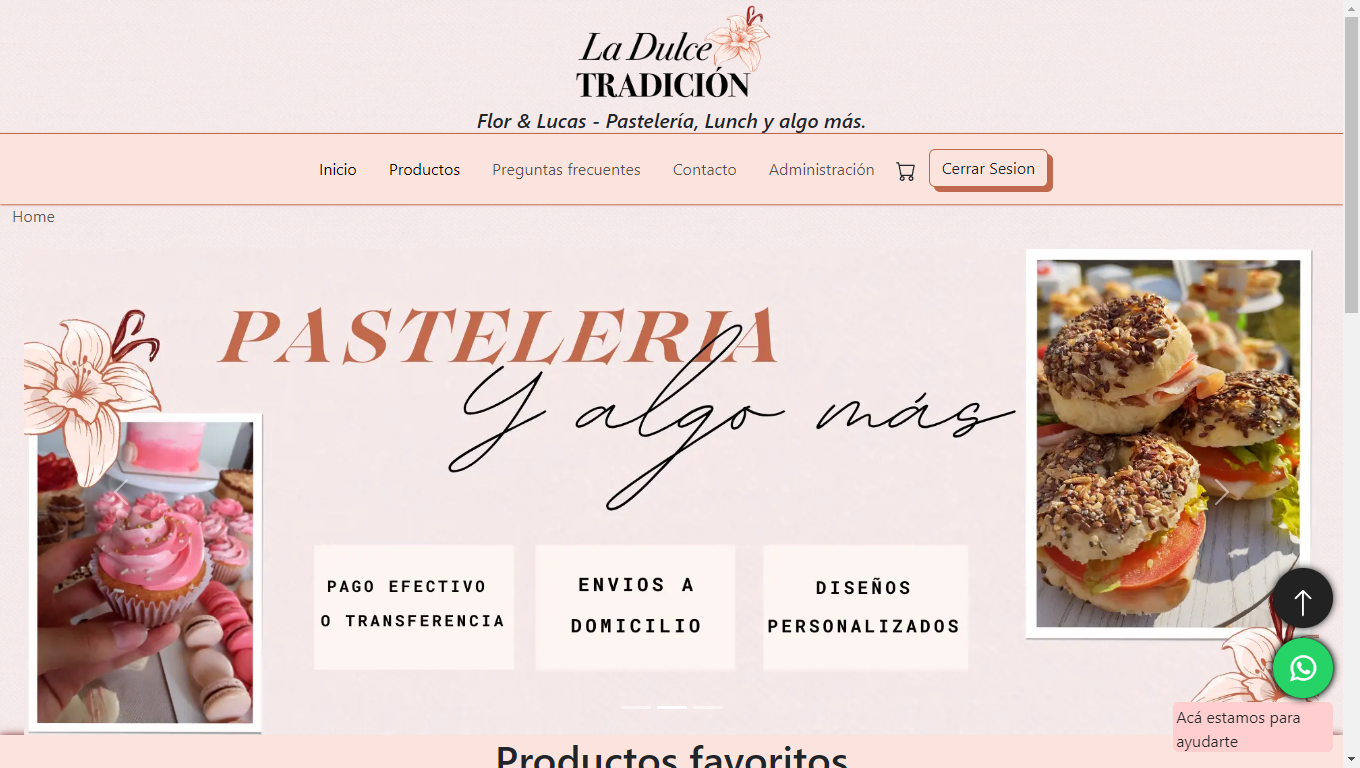 La Dulce
TRADICIÓN
Flor & Lucas - Pastelería, Lunch y algo más.
Inicio
Productos
Preguntas frecuentes
Contacto
Administración
Cerrar Sesion
Home
PASTELERIA
Y algo más
PAGO EFECTIVO
O TRANSFERENCIA
ENVIOS A
DOMICILIO
DISEÑOS
PERSONALIZADOS
Acá estamos para
ayudarte
Productos favoritos